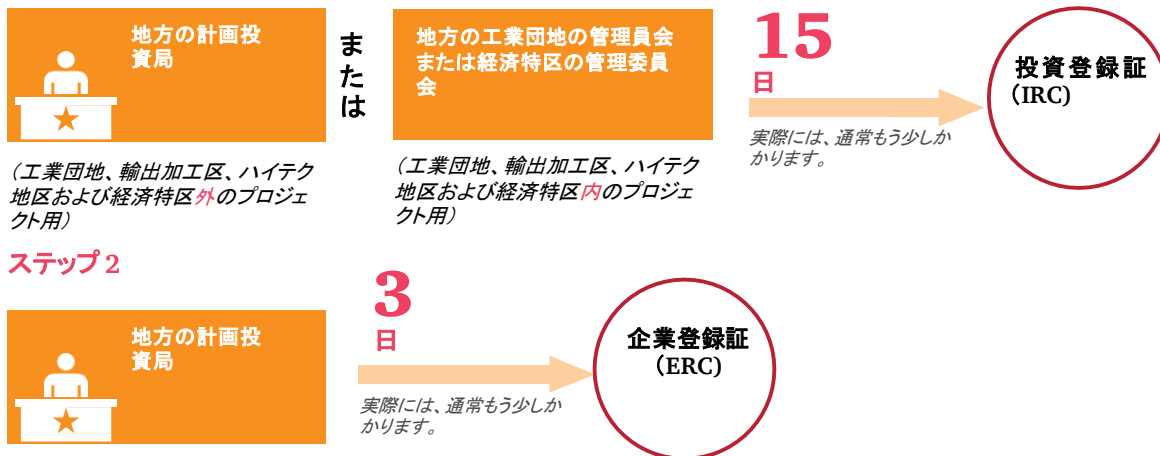 地方の計画投
資局
または
地方の工業団地の管理員会
または経済特区の管理委員
会
15
日
実際には、通常もう少しか
かります。
投資登録証
（IRC)
（工業団地、輸出加工区、ハイテク
地区および経済特区外のプロジェ
クト用）
（工業団地、輸出加工区、ハイテク
地区および経済特区内のプロジェ
クト用）
ステップ 2
地方の計画投
資局
3
日
実際には、通常もう少しか
かります。
企業登録証
（ERC)